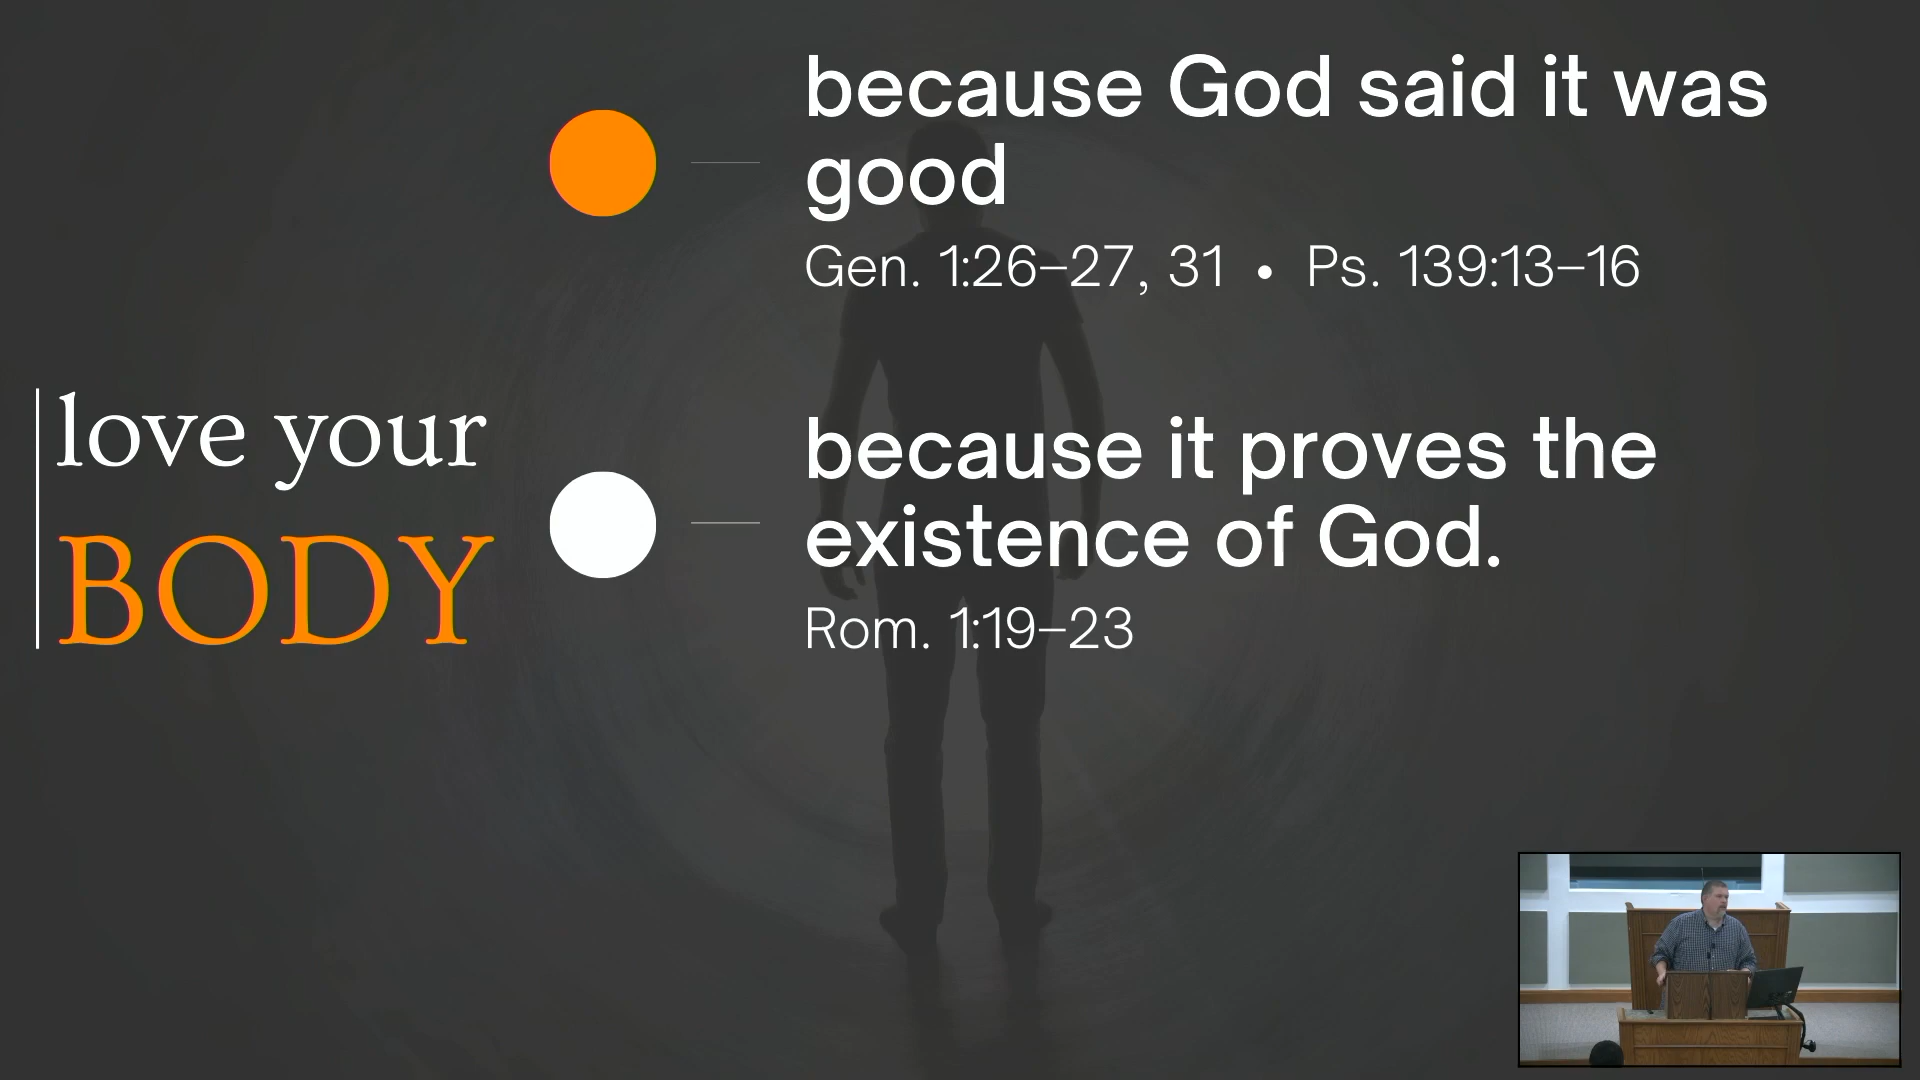 love your
BODY
because God said it was
good
Gen. 1:26–27, 31 • Ps. 139:13–16
because it proves the
existence of God.
Rom. 1:19–23